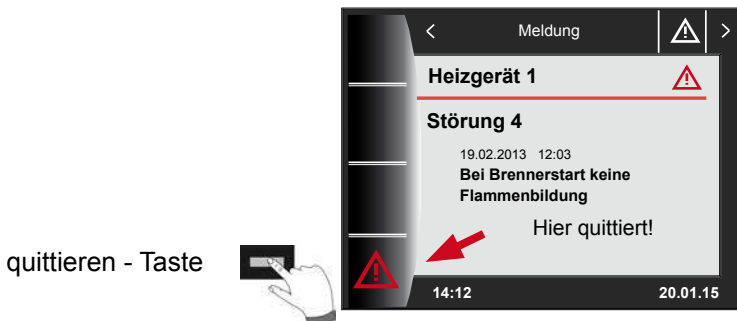 Meldung
Heizgerät 1
Störung 4
19.02.2013 12:03
Bei Brennerstart keine
Flammenbildung
Hier quittiert!
quittieren - Taste
14:12 20.01.15